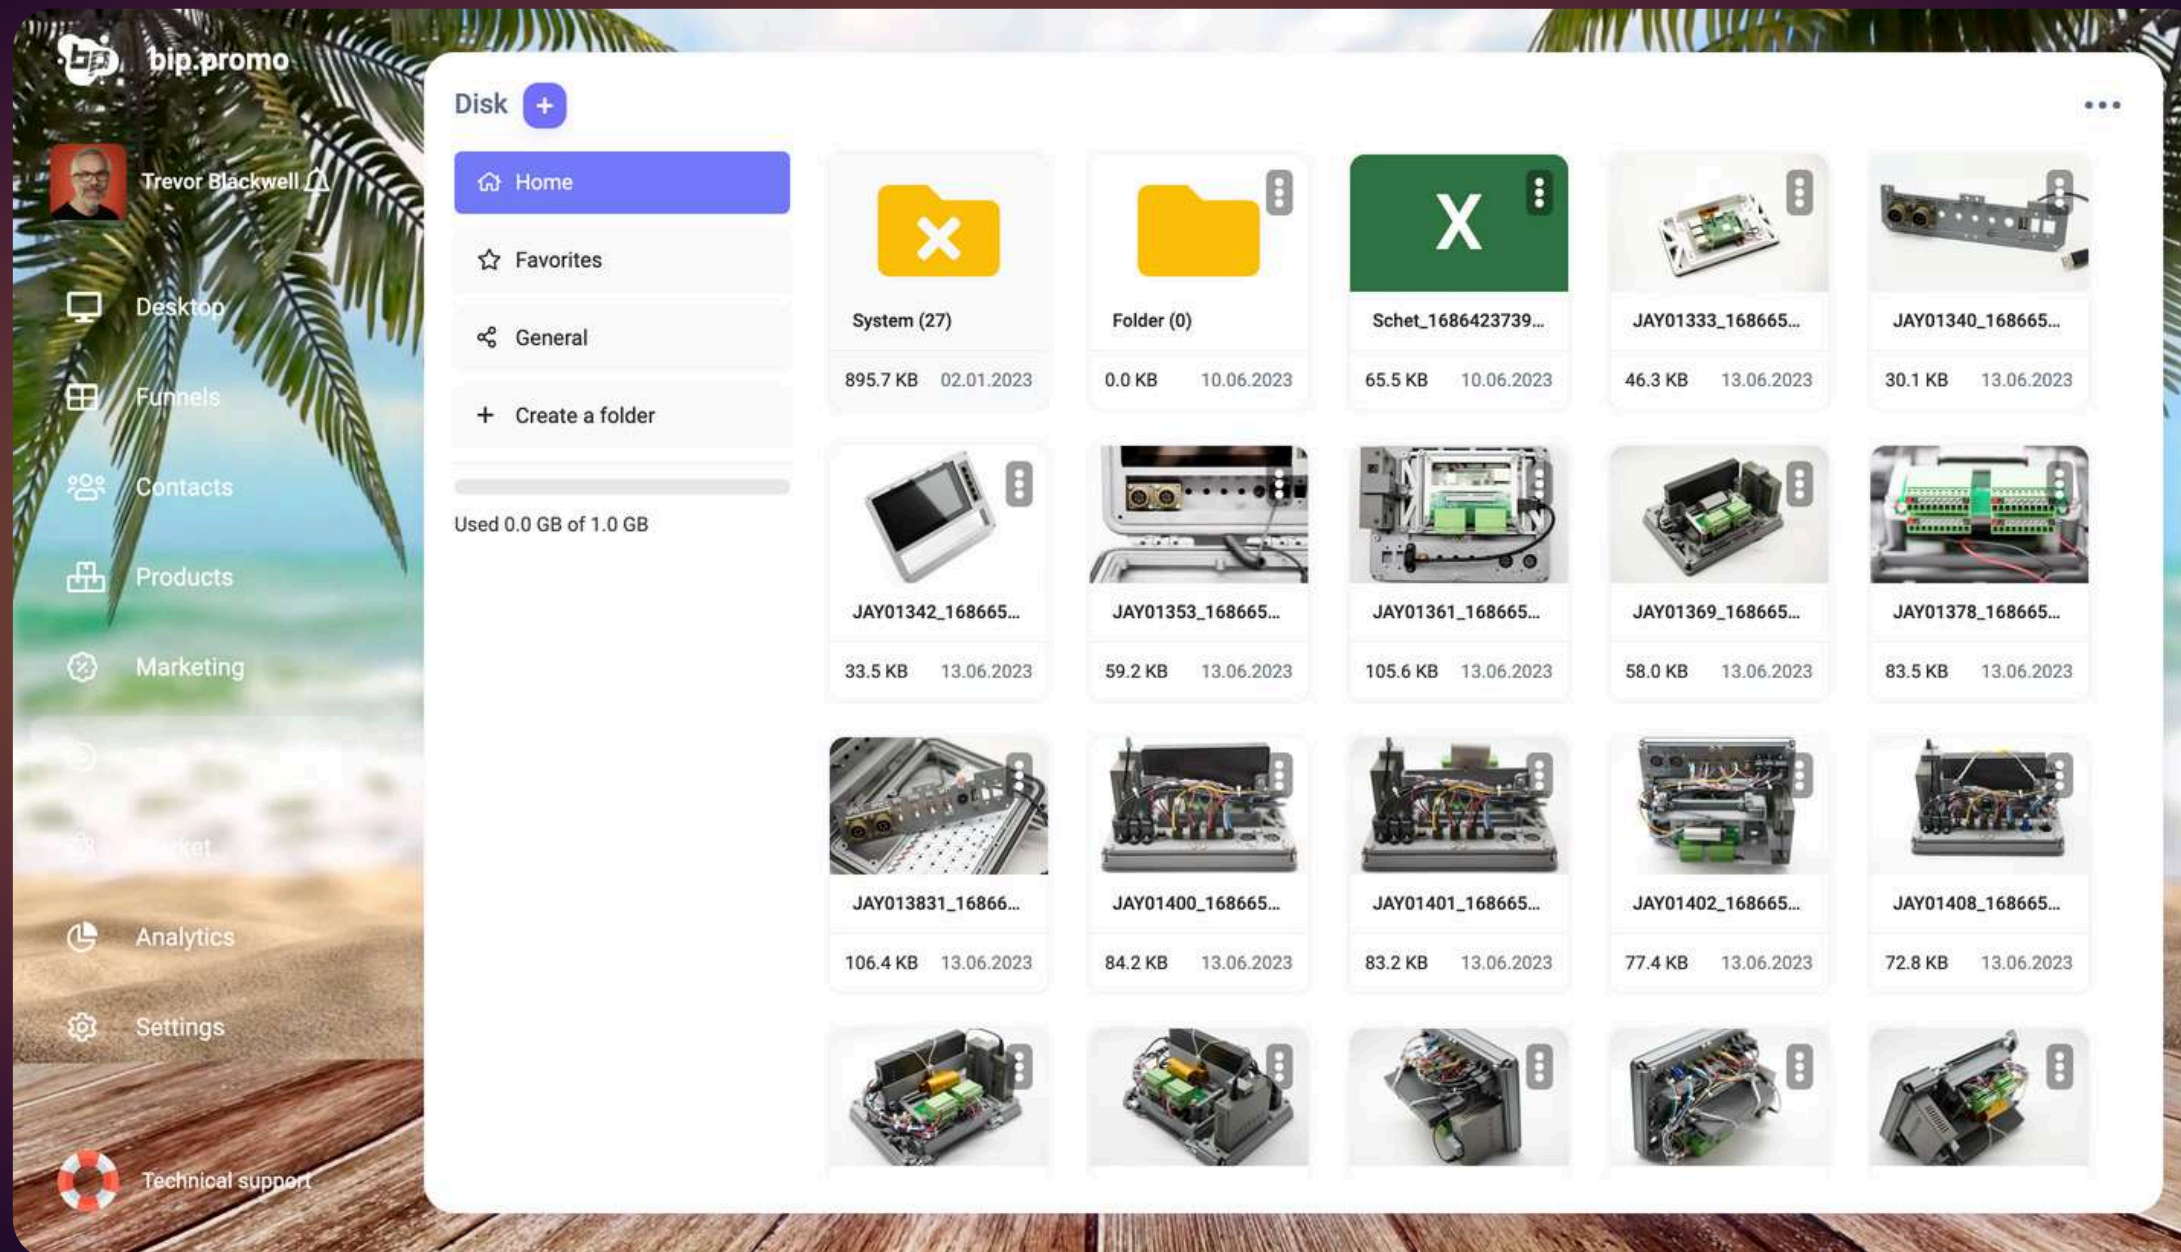 bip.promo
Trevor Blackwell
Desktop
Funnels
Contacts
Products
Marketing
Analytics
Settings
Technical support
Disk +
Home
Favorites
General
+ Create a folder
Used 0.0 GB of 1.0 GB
System (27)
895.7 KB 02.01.2023
Folder (0)
0.0 KB 10.06.2023
X
Schet_1686423739...
65.5 KB 10.06.2023
JAY01333_168665...
46.3 KB 13.06.2023
JAY01340_168665...
30.1 KB 13.06.2023
JAY01342_168665...
33.5 KB 13.06.2023
JAY01353_168665...
59.2 KB 13.06.2023
JAY01361_168665...
105.6 KB 13.06.2023
JAY01369_168665...
58.0 KB 13.06.2023
JAY01378_168665...
83.5 KB 13.06.2023
JAY013831_16866...
106.4 KB 13.06.2023
JAY01400_168665...
84.2 KB 13.06.2023
JAY01401_168665...
83.2 KB 13.06.2023
JAY01402_168665...
77.4 KB 13.06.2023
JAY01408_168665...
72.8 KB 13.06.2023